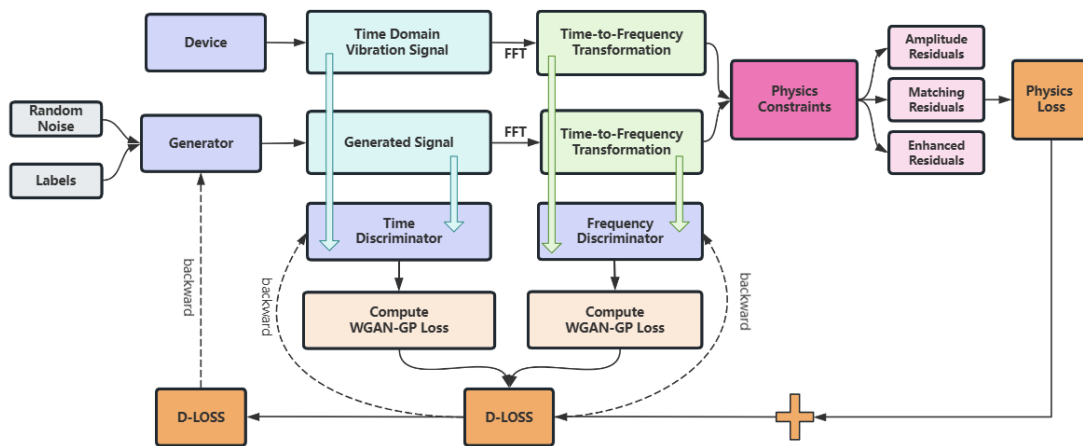 Device
Time Domain
Vibration Signal
FFT
Time-to-Frequency
Transformation
Physics
Constraints
Amplitude
Residuals
Matching
Residuals
Enhanced
Residuals
Physics
Loss
Random
Noise
Labels
Generator
Generated Signal
FFT
Time-to-Frequency
Transformation
Time
Discriminator
Frequency
Discriminator
backward
backward
backward
Compute
WGAN-GP Loss
Compute
WGAN-GP Loss
D-LOSS
D-LOSS